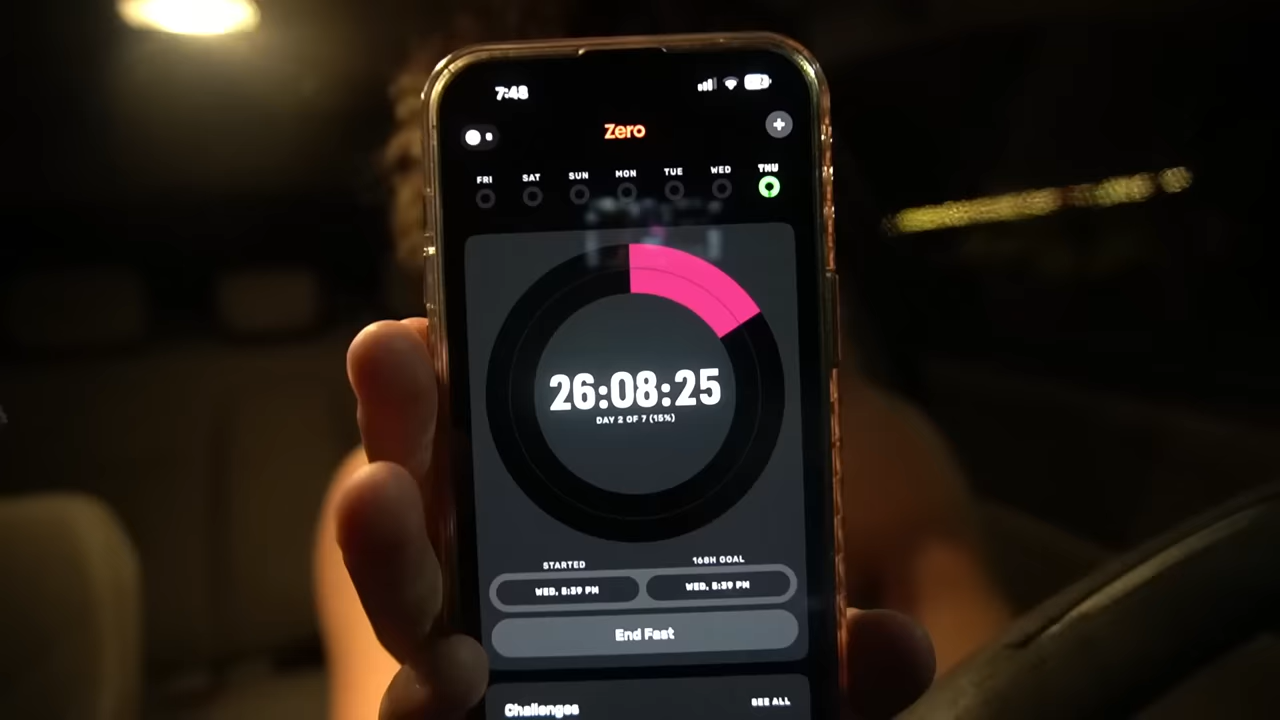 7:48
Zero
FRI SAT SUN MON TUE WED THU
26:08:25
DAY 2 OF 7 (15%)
STARTED 168H GOAL
WED, 5:39 PM WED, 5:39 PM
End Fast
Challenges SEE ALL